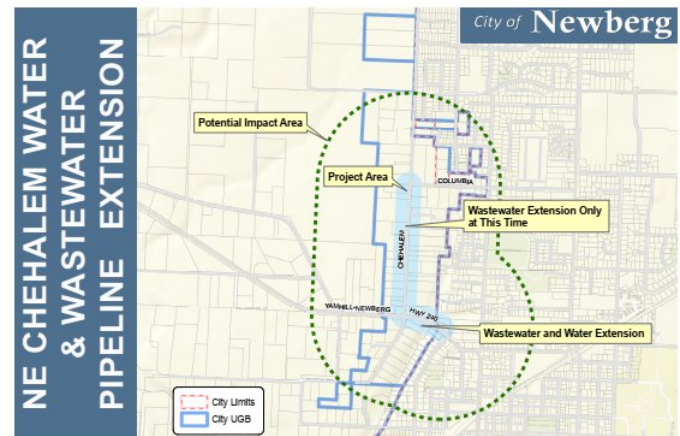 NE CHEHALEM WATER
& WASTEWATER
PIPELINE EXTENSION
City of Newberg
Potential Impact Area
Project Area
COLUMBIA
Wastewater Extension Only
at This Time
CHEHALEM
YAMHILL-NEWBERG
HWY 240
Wastewater and Water Extension
City Limits
City UGB